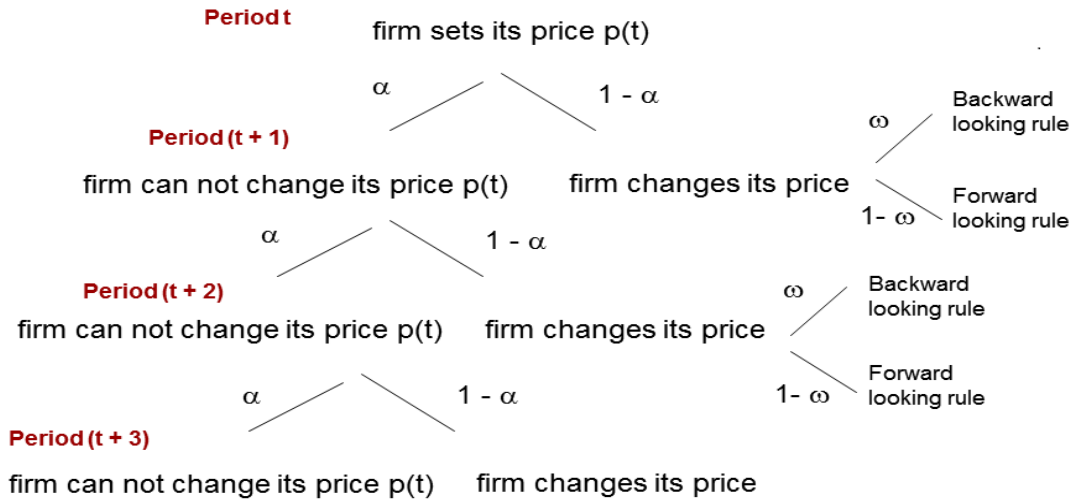 Period t
firm sets its price p(t)
α
1 - α
Backward
looking rule
ω
Period (t + 1)
firm can not change its price p(t)
firm changes its price
Forward
looking rule
1- ω
α
1 - α
Period (t + 2)
ω
Backward
looking rule
firm can not change its price p(t)
firm changes its price
Forward
looking rule
1- ω
α
1 - α
Period (t + 3)
firm can not change its price p(t)
firm changes its price